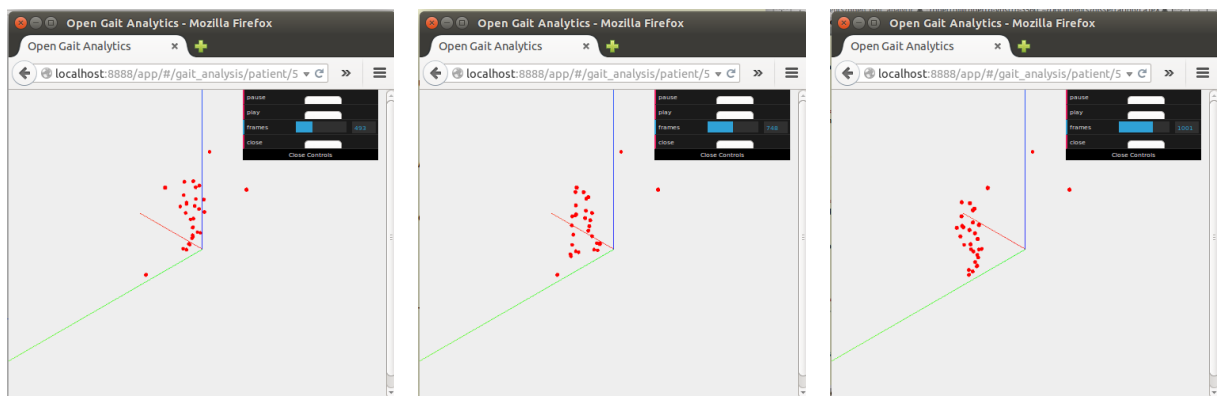 Open Gait Analytics - Mozilla Firefox
Open Gait Analytics
localhost:8888/app/#/gait_analysis/patient/5
pause
play
frames 493
close
Close Controls
Open Gait Analytics - Mozilla Firefox
Open Gait Analytics
localhost:8888/app/#/gait_analysis/patient/5
pause
play
frames 748
close
Close Controls
Open Gait Analytics - Mozilla Firefox
Open Gait Analytics
localhost:8888/app/#/gait_analysis/patient/5
pause
play
frames 1001
close
Close Controls